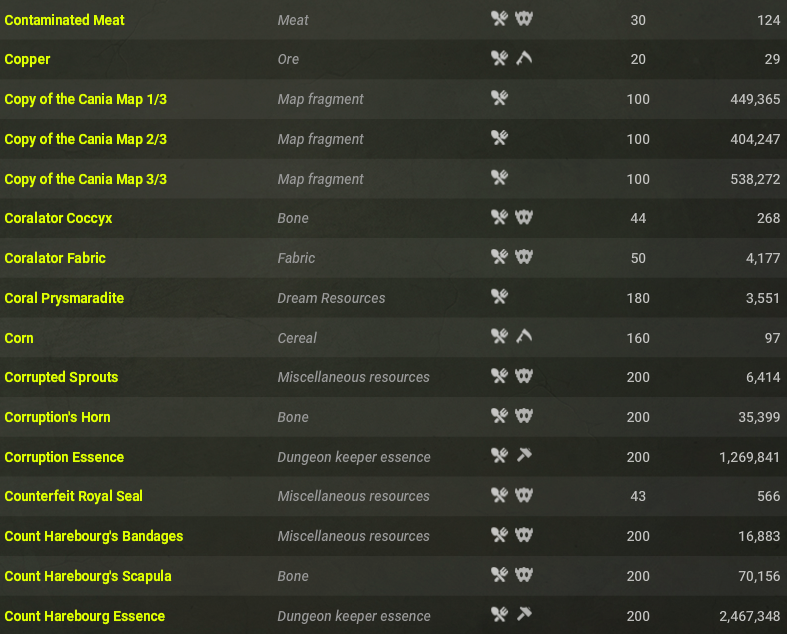 Contaminated Meat Meat 30 124
Copper Ore 20 29
Copy of the Cania Map 1/3 Map fragment 100 449,365
Copy of the Cania Map 2/3 Map fragment 100 404,247
Copy of the Cania Map 3/3 Map fragment 100 538,272
Coralator Coccyx Bone 44 268
Coralator Fabric Fabric 50 4,177
Coral Prysmaradite Dream Resources 180 3,551
Corn Cereal 160 97
Corrupted Sprouts Miscellaneous resources 200 6,414
Corruption's Horn Bone 200 35,399
Corruption Essence Dungeon keeper essence 200 1,269,841
Counterfeit Royal Seal Miscellaneous resources 43 566
Count Harebourg's Bandages Miscellaneous resources 200 16,883
Count Harebourg's Scapula Bone 200 70,156
Count Harebourg Essence Dungeon keeper essence 200 2,467,348